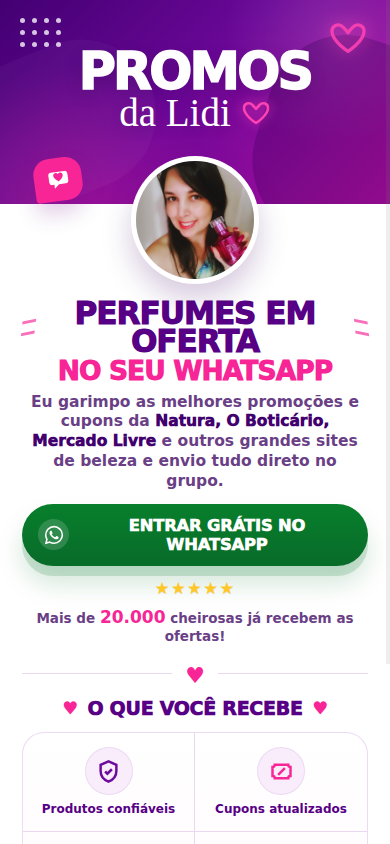 PROMOS
da Lidi
PERFUMES EM
OFERTA
NO SEU WHATSAPP
Eu garimpo as melhores promoções e
cupons da Natura, O Boticário,
Mercado Livre e outros grandes sites
de beleza e envio tudo direto no
grupo.
ENTRAR GRÁTIS NO
WHATSAPP
Mais de 20.000 cheirosas já recebem as
ofertas!
O QUE VOCÊ RECEBE
Produtos confiáveis
Cupons atualizados